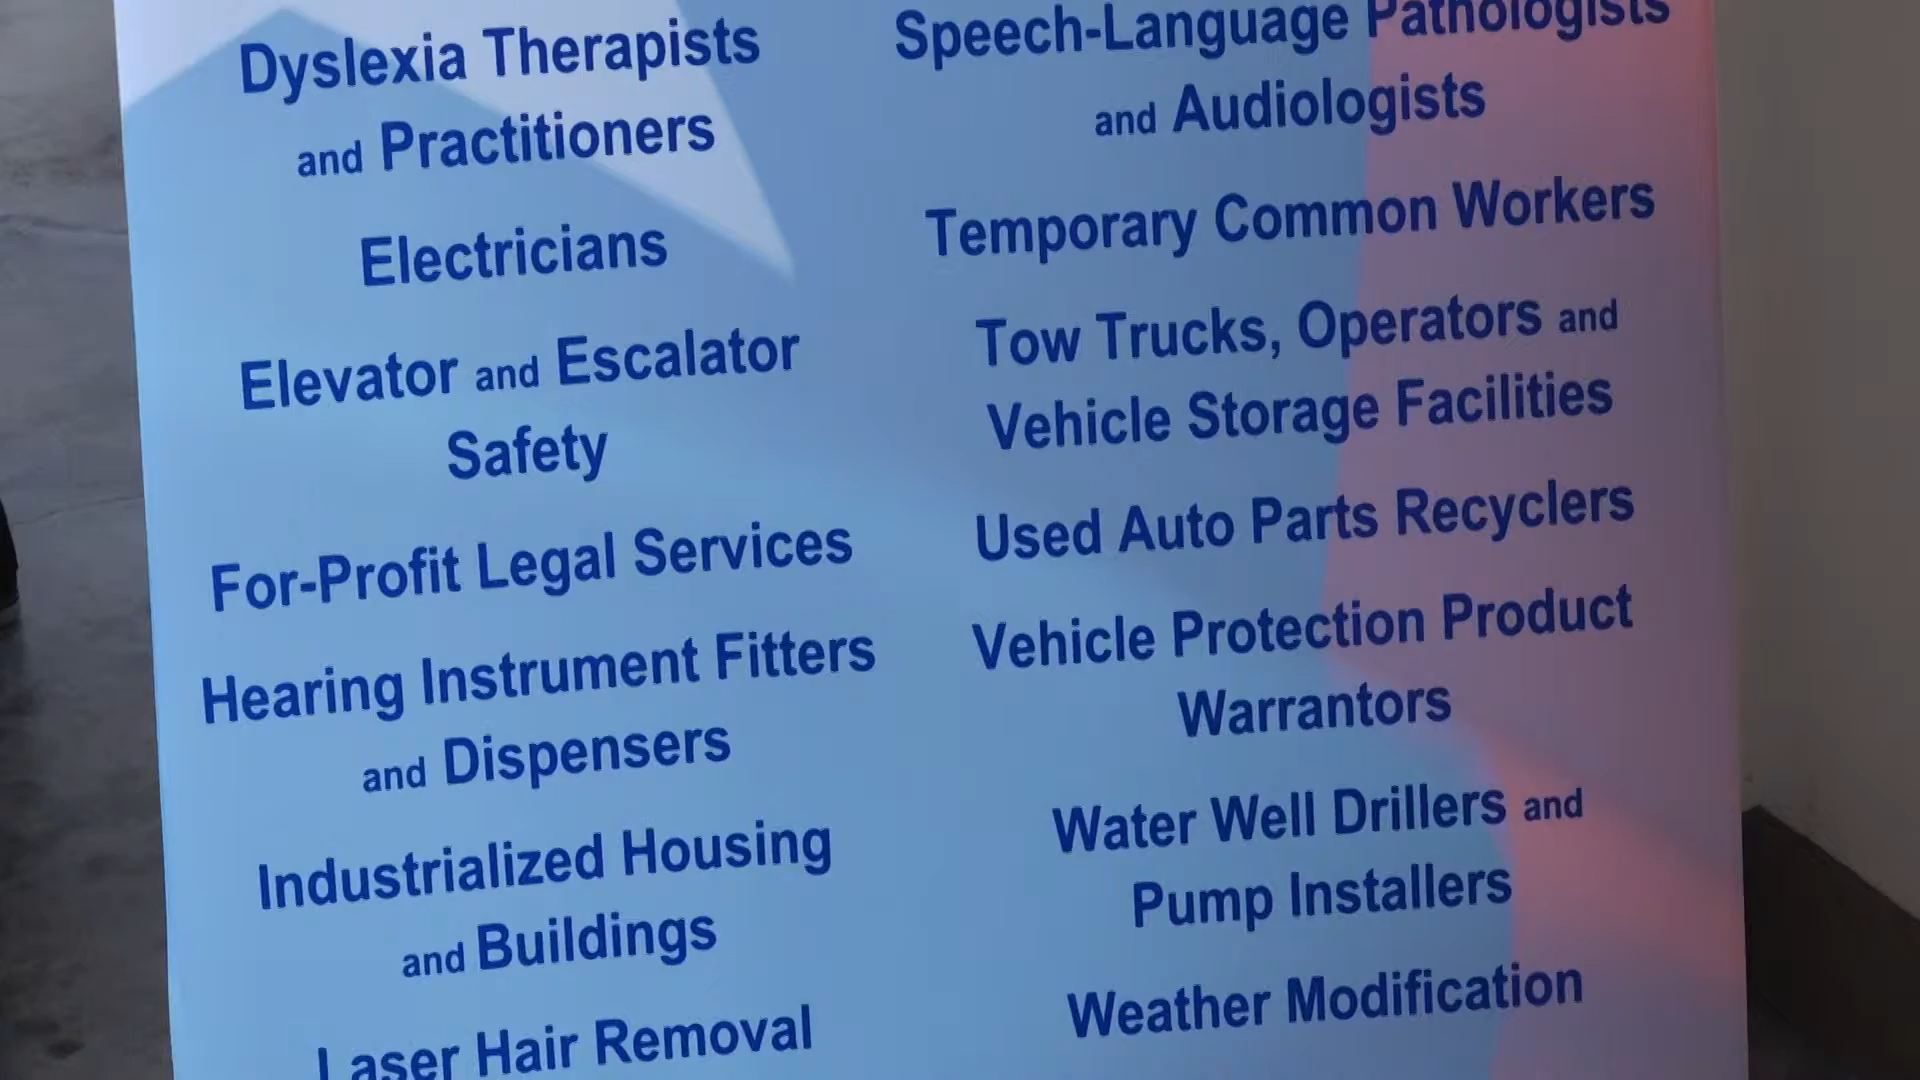 Dyslexia Therapists
and Practitioners
Electricians
Elevator and Escalator
Safety
For-Profit Legal Services
Hearing Instrument Fitters
and Dispensers
Industrialized Housing
and Buildings
Laser Hair Removal
Speech-Language Pathologists
and Audiologists
Temporary Common Workers
Tow Trucks, Operators and
Vehicle Storage Facilities
Used Auto Parts Recyclers
Vehicle Protection Product
Warrantors
Water Well Drillers and
Pump Installers
Weather Modification